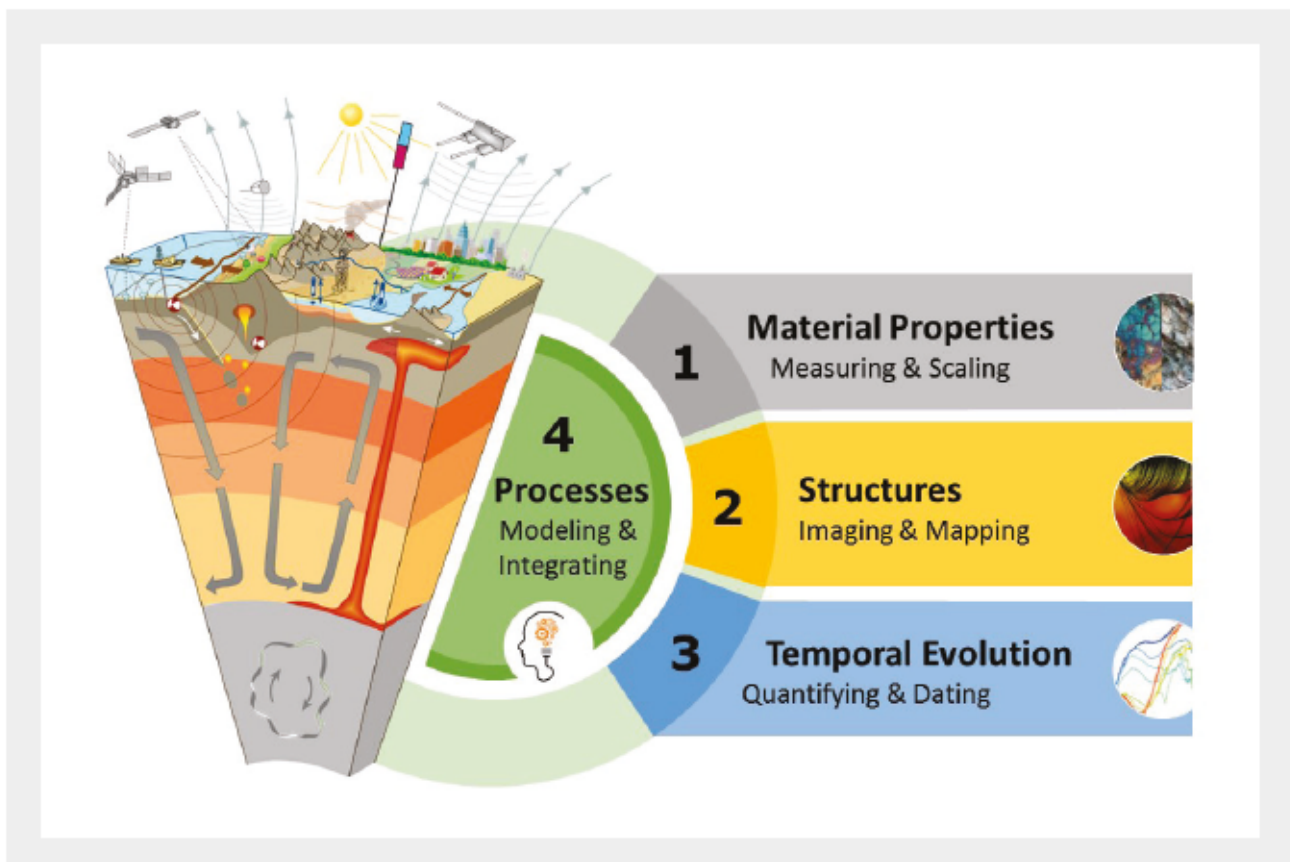 1
Material Properties
Measuring & Scaling
2
Structures
Imaging & Mapping
3
Temporal Evolution
Quantifying & Dating
4
Processes
Modeling &
Integrating